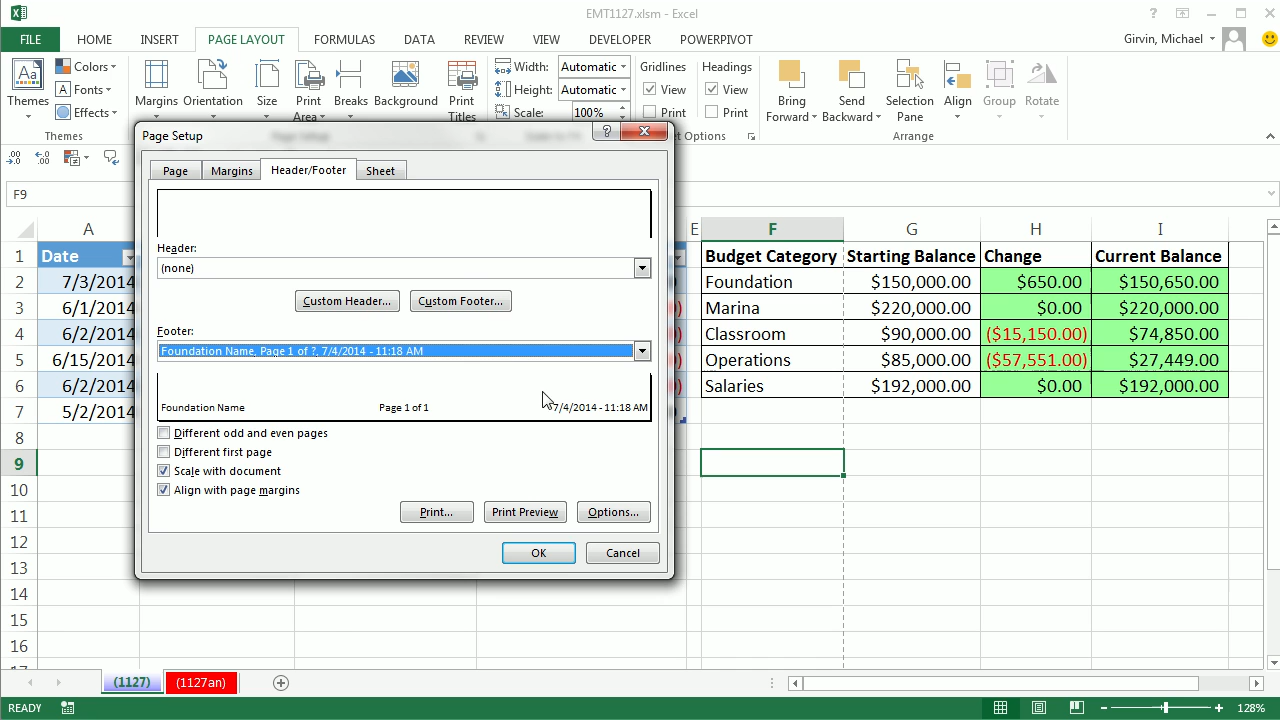 EMT1127.xlsm - Excel
FILE HOME INSERT PAGE LAYOUT FORMULAS DATA REVIEW VIEW DEVELOPER POWERPIVOT Girvin, Michael
Colors Width: Automatic Gridlines Headings
Aa Fonts Height: Automatic View View
Themes Effects Margins Orientation Size Print Area Breaks Background Print Titles Scale: 100% Print Print Bring Forward Send Backward Selection Pane Align Group Rotate
Themes Page Setup Options Arrange
F9
Page Setup
Page Margins Header/Footer Sheet
Header:
(none)
Custom Header... Custom Footer...
Footer:
Foundation Name, Page 1 of ?, 7/4/2014 - 11:18 AM
Foundation Name Page 1 of 1 7/4/2014 - 11:18 AM
Different odd and even pages
Different first page
Scale with document
Align with page margins
Print... Print Preview Options...
OK Cancel
A E F G H I
1 Date Budget Category Starting Balance Change Current Balance
2 7/3/2014 Foundation $150,000.00 $650.00 $150,650.00
3 6/1/2014 Marina $220,000.00 $0.00 $220,000.00
4 6/2/2014 Classroom $90,000.00 ($15,150.00) $74,850.00
5 6/15/2014 Operations $85,000.00 ($57,551.00) $27,449.00
6 6/2/2014 Salaries $192,000.00 $0.00 $192,000.00
7 5/2/2014
8
9
10
11
12
13
14
15
16
17
(1127) (1127an)
READY 128%